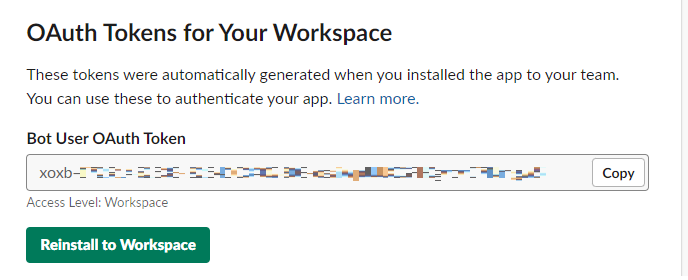 OAuth Tokens for Your Workspace
These tokens were automatically generated when you installed the app to your team.
You can use these to authenticate your app. Learn more.
Bot User OAuth Token
xoxb-
Copy
Access Level: Workspace
Reinstall to Workspace